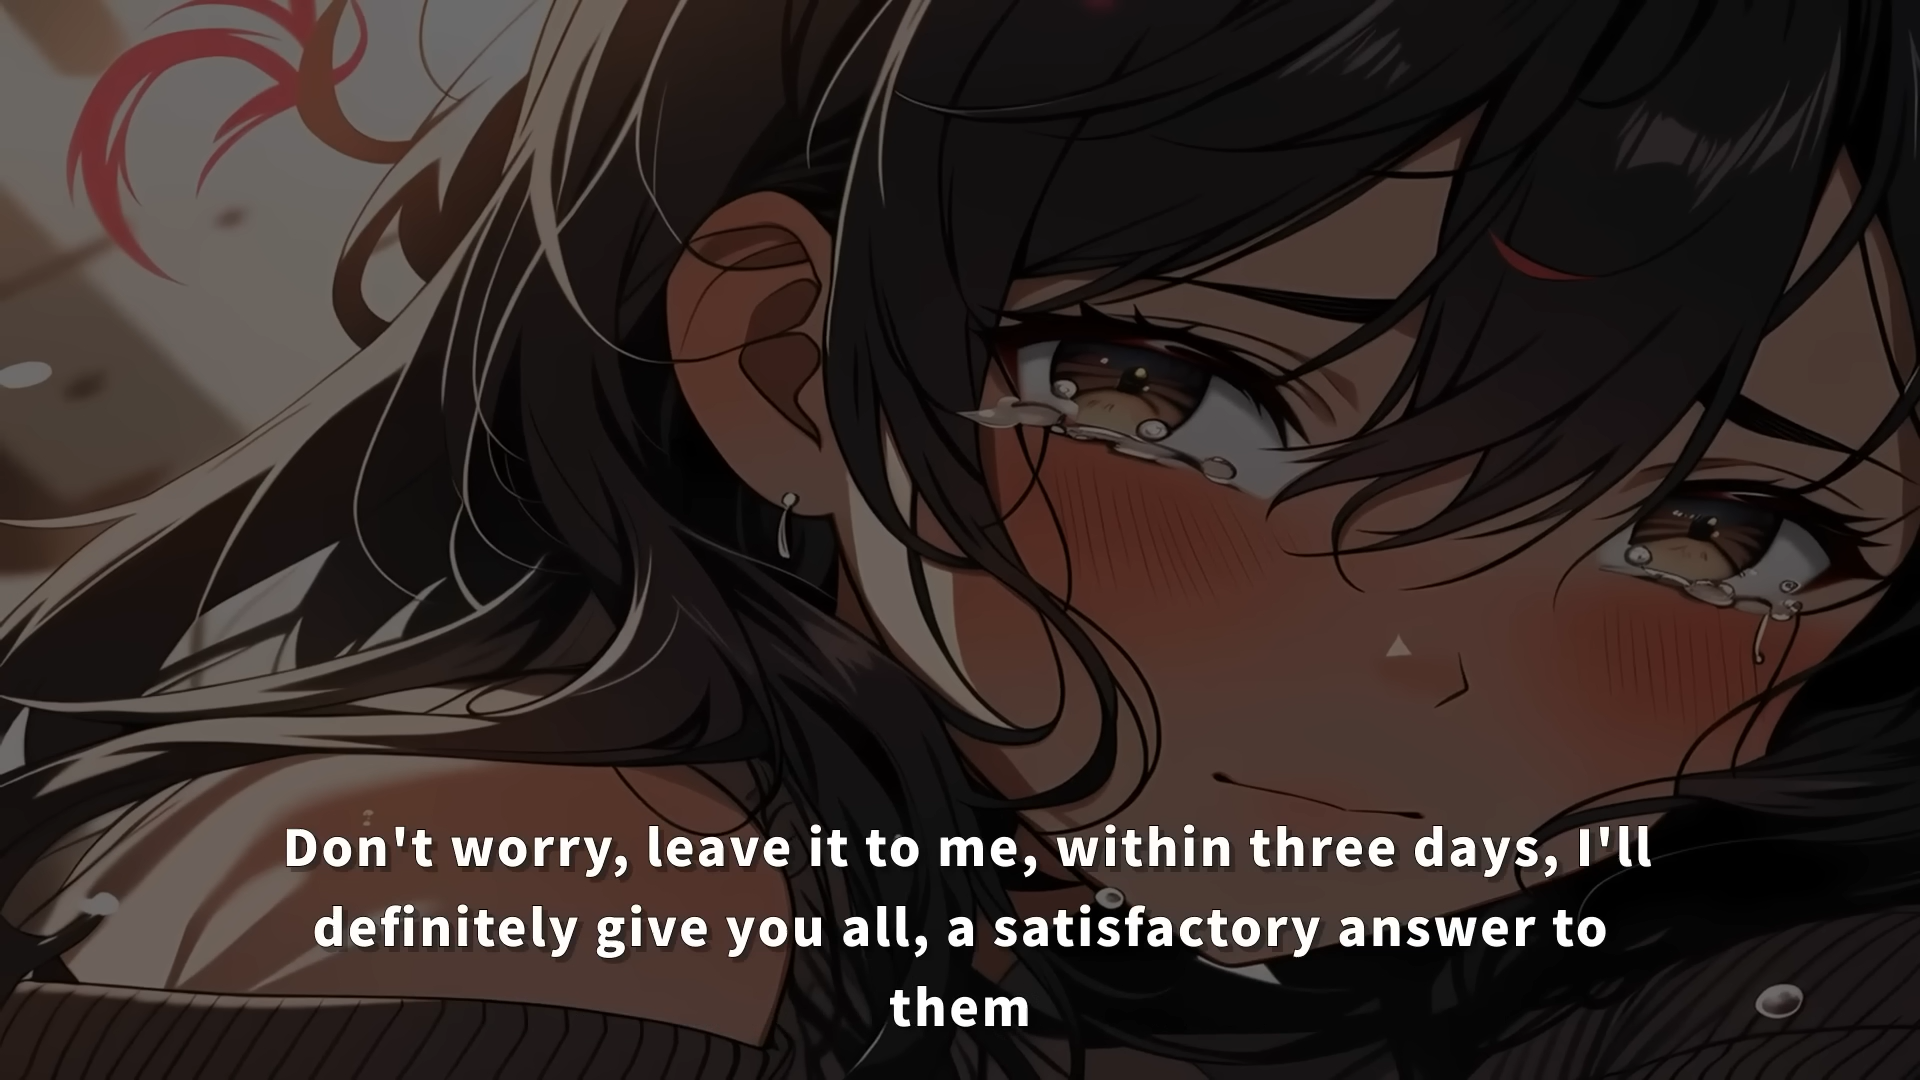 Don't worry, leave it to me, within three days, I'll
definitely give you all, a satisfactory answer to
them